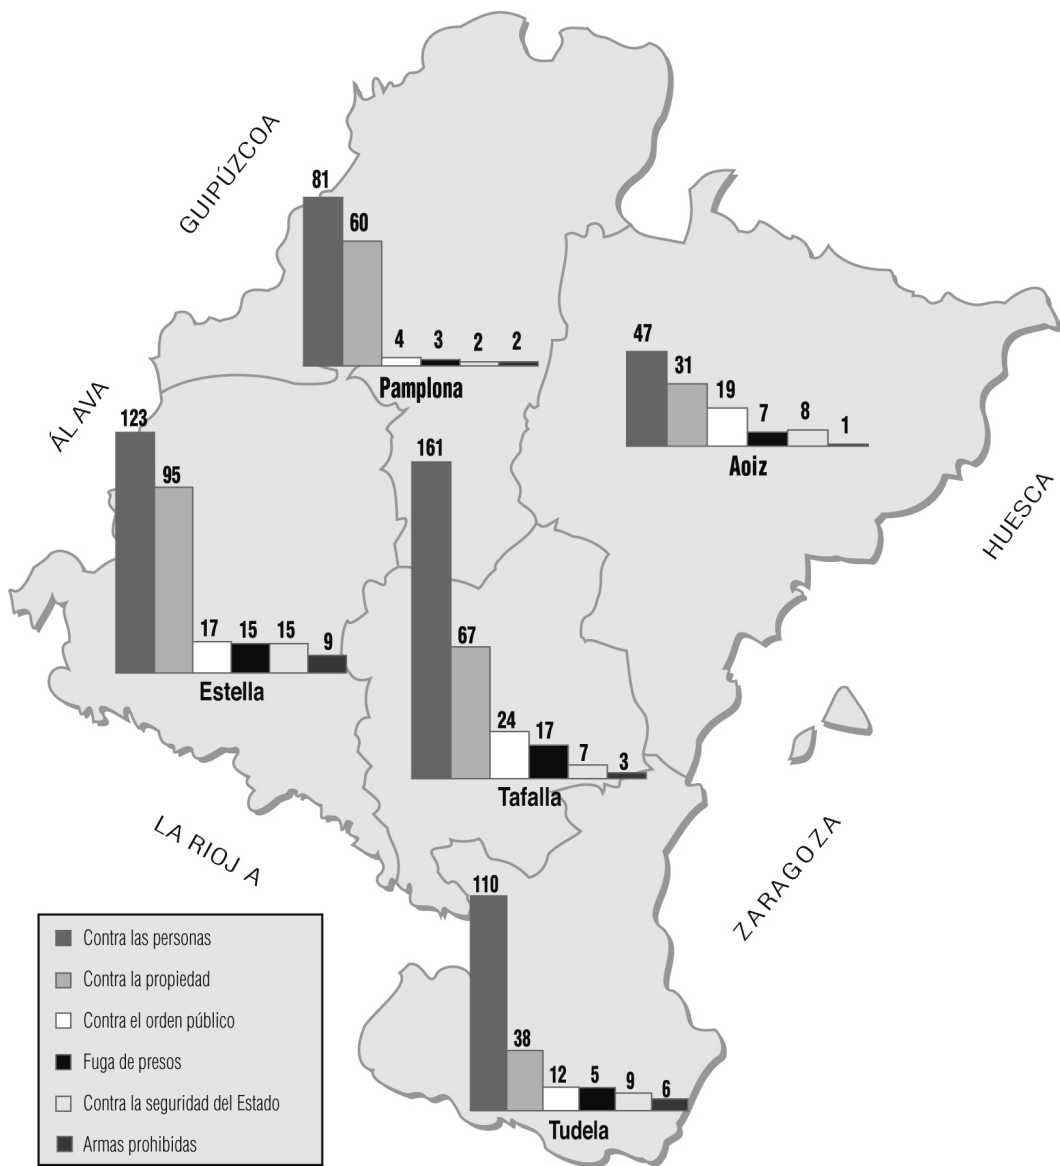 GUIPÚZCOA
81
60
4
3
2
2
Pamplona
47
31
19
7
8
1
Aoiz
ÁLAVA
123
95
17
15
15
9
Estella
161
67
24
17
7
3
Tafalla
HUESCA
LA RIOJA
ZARAGOZA
110
38
12
5
9
6
Tudela
Contra las personas
Contra la propiedad
Contra el orden público
Fuga de presos
Contra la seguridad del Estado
Armas prohibidas